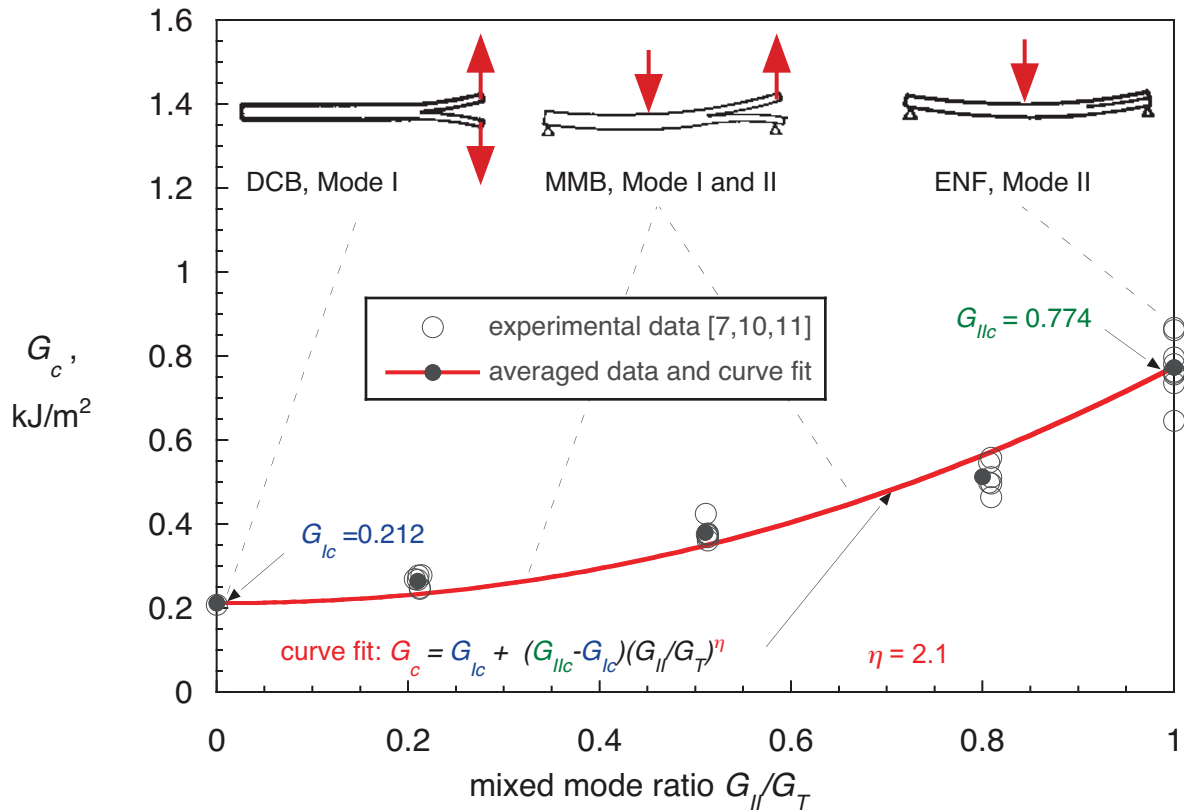 1.6
1.4
1.2
1
0.8
0.6
0.4
0.2
0
G_c,
kJ/m²
DCB, Mode I
MMB, Mode I and II
ENF, Mode II
experimental data [7,10,11]
averaged data and curve fit
G_IIc = 0.774
G_Ic =0.212
curve fit: G_c = G_Ic + (G_IIc-G_Ic)(G_II/G_T)^η
η = 2.1
0 0.2 0.4 0.6 0.8 1
mixed mode ratio G_II/G_T